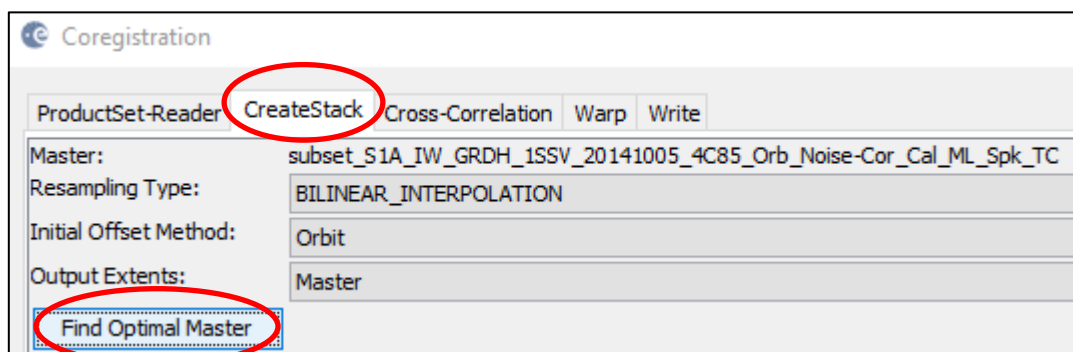 Coregistration
ProductSet-Reader CreateStack Cross-Correlation Warp Write
Master: subset_S1A_IW_GRDH_1SSV_20141005_4C85_Orb_Noise-Cor_Cal_ML_Spk_TC
Resampling Type: BILINEAR_INTERPOLATION
Initial Offset Method: Orbit
Output Extents: Master
Find Optimal Master